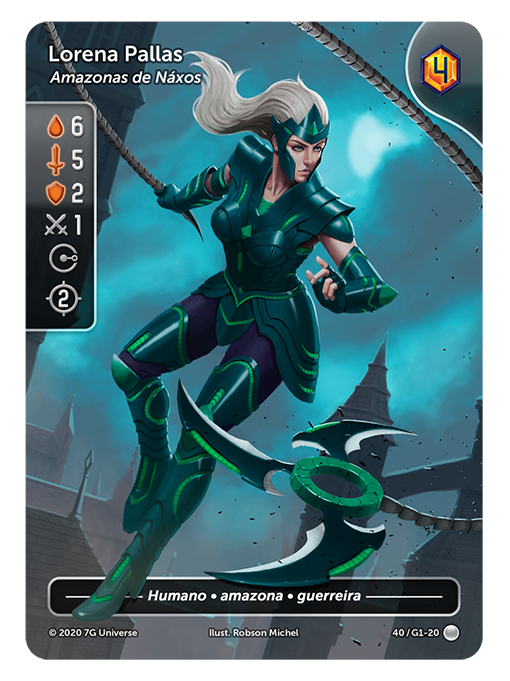 Lorena Pallas
Amazonas de Náxos
4
6
5
2
1
2
Humano • amazona • guerreira
© 2020 7G Universe
Ilust. Robson Michel
40 / G1-20